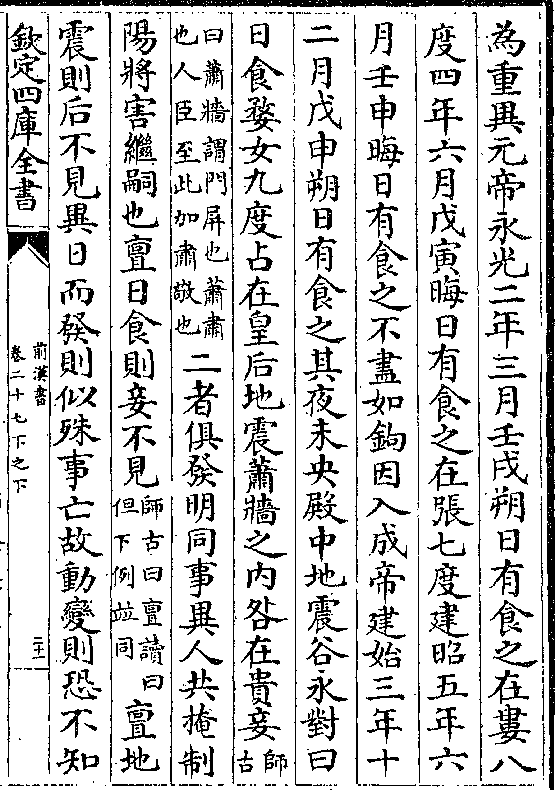 為重異元帝永光二年三月壬戌朔日有食之在婁八
度四年六月戊寅晦日有食之在張七度建昭五年六
月壬申晦日有食之不盡如鉤因入成帝建始三年十
二月戊申朔日有食之其夜未央殿中地震谷永對曰
日食婺女九度占在皇后地震蕭牆之内咎在貴妾師古
曰蕭牆謂門屏也蕭肅也人臣至此加肅敬也二者俱發明同事異人共掩制
陽將害繼嗣也亶日食則妾不見師古曰亶讀曰但下例竝同亶地
震則后不見異日而發則似殊事亡故動變則恐不知
欽定四庫全書
前漢書
卷二十七下之下
二十一